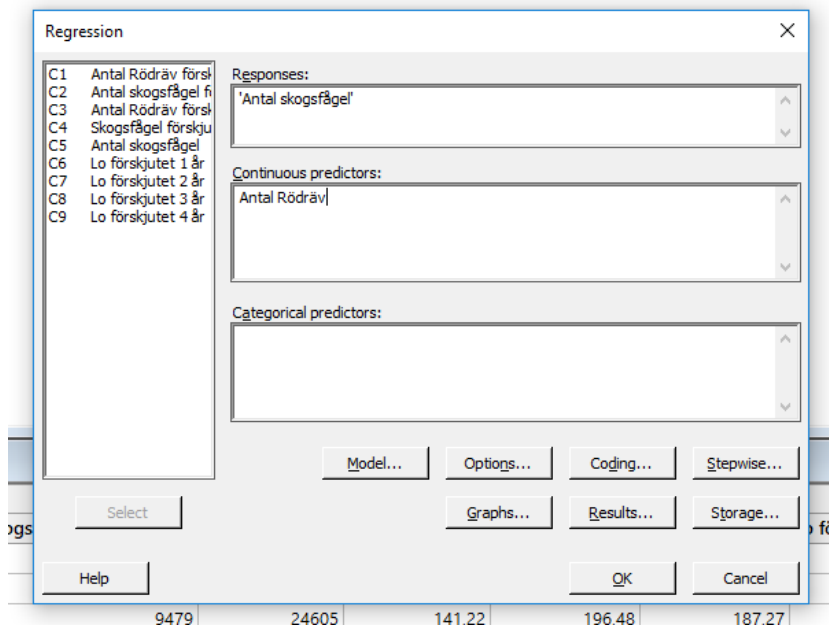 Regression
C1 Antal Rödräv försk
C2 Antal skogsfågel f
C3 Antal Rödräv försk
C4 Skogsfågel förskju
C5 Antal skogsfågel
C6 Lo förskjutet 1 år
C7 Lo förskjutet 2 år
C8 Lo förskjutet 3 år
C9 Lo förskjutet 4 år
Responses:
'Antal skogsfågel'
Continuous predictors:
Antal Rödräv
Categorical predictors:
Model... Options... Coding... Stepwise...
Select Graphs... Results... Storage...
ogs
Help OK Cancel
9479 24605 141.22 196.48 187.27